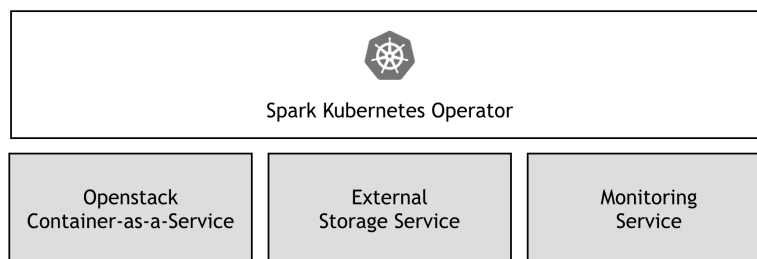 Spark Kubernetes Operator
Openstack
Container-as-a-Service
External
Storage Service
Monitoring
Service